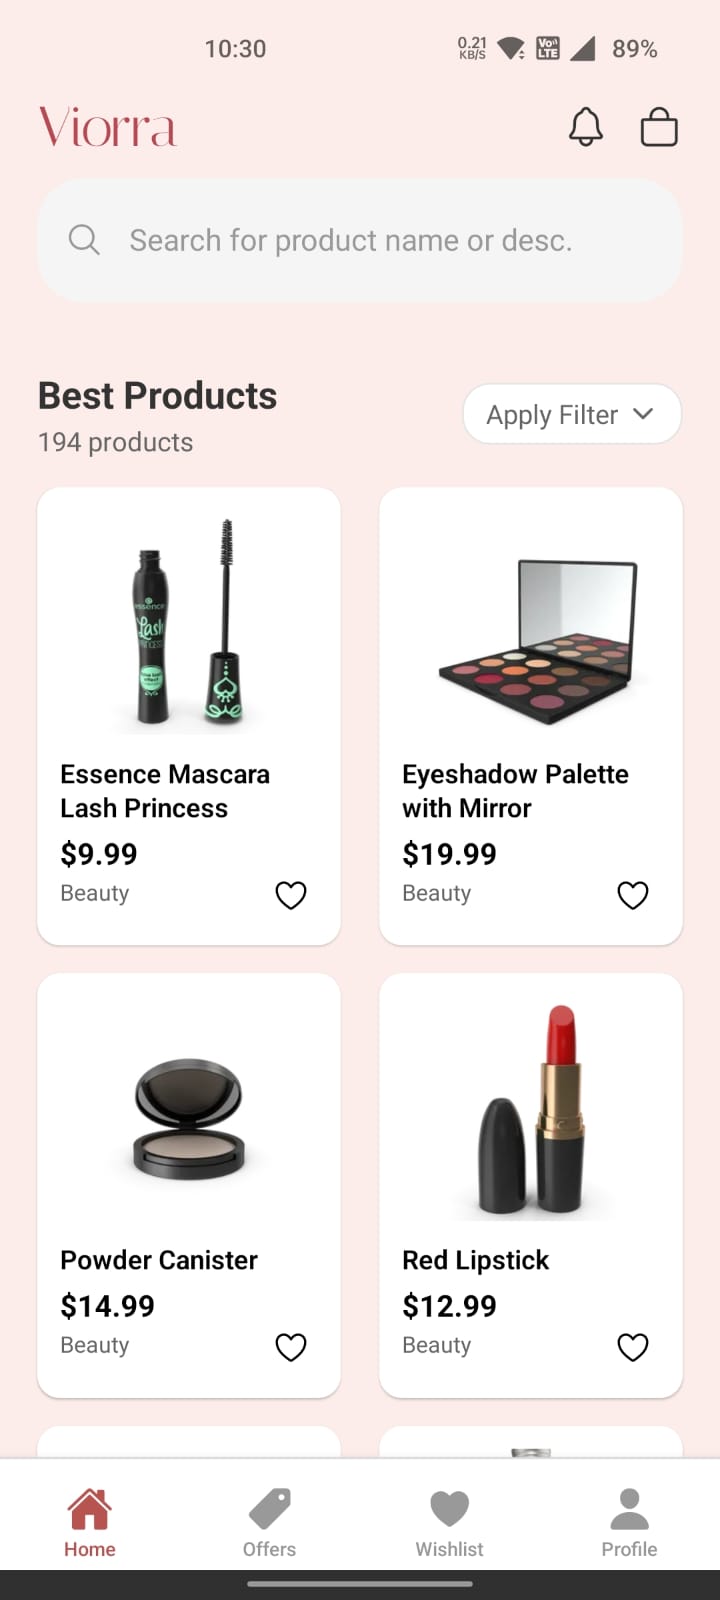 10:30
0.21
KB/S
Vo
LTE
89%
Viorra
Search for product name or desc.
Best Products
194 products
Apply Filter
essence
Lash
PRINCESS
Essence Mascara
Lash Princess
$9.99
Beauty
Eyeshadow Palette
with Mirror
$19.99
Beauty
Powder Canister
$14.99
Beauty
Red Lipstick
$12.99
Beauty
Home
Offers
Wishlist
Profile